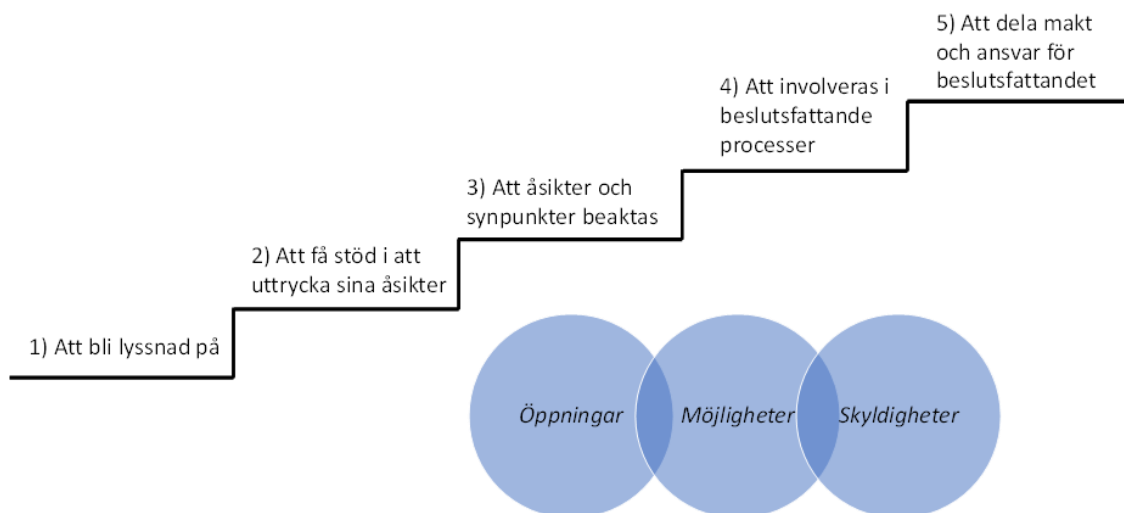 5) Att dela makt
och ansvar för
beslutsfattandet
4) Att involveras i
beslutsfattande
processer
3) Att åsikter och
synpunkter beaktas
2) Att få stöd i att
uttrycka sina åsikter
1) Att bli lyssnad på
Öppningar
Möjligheter
Skyldigheter